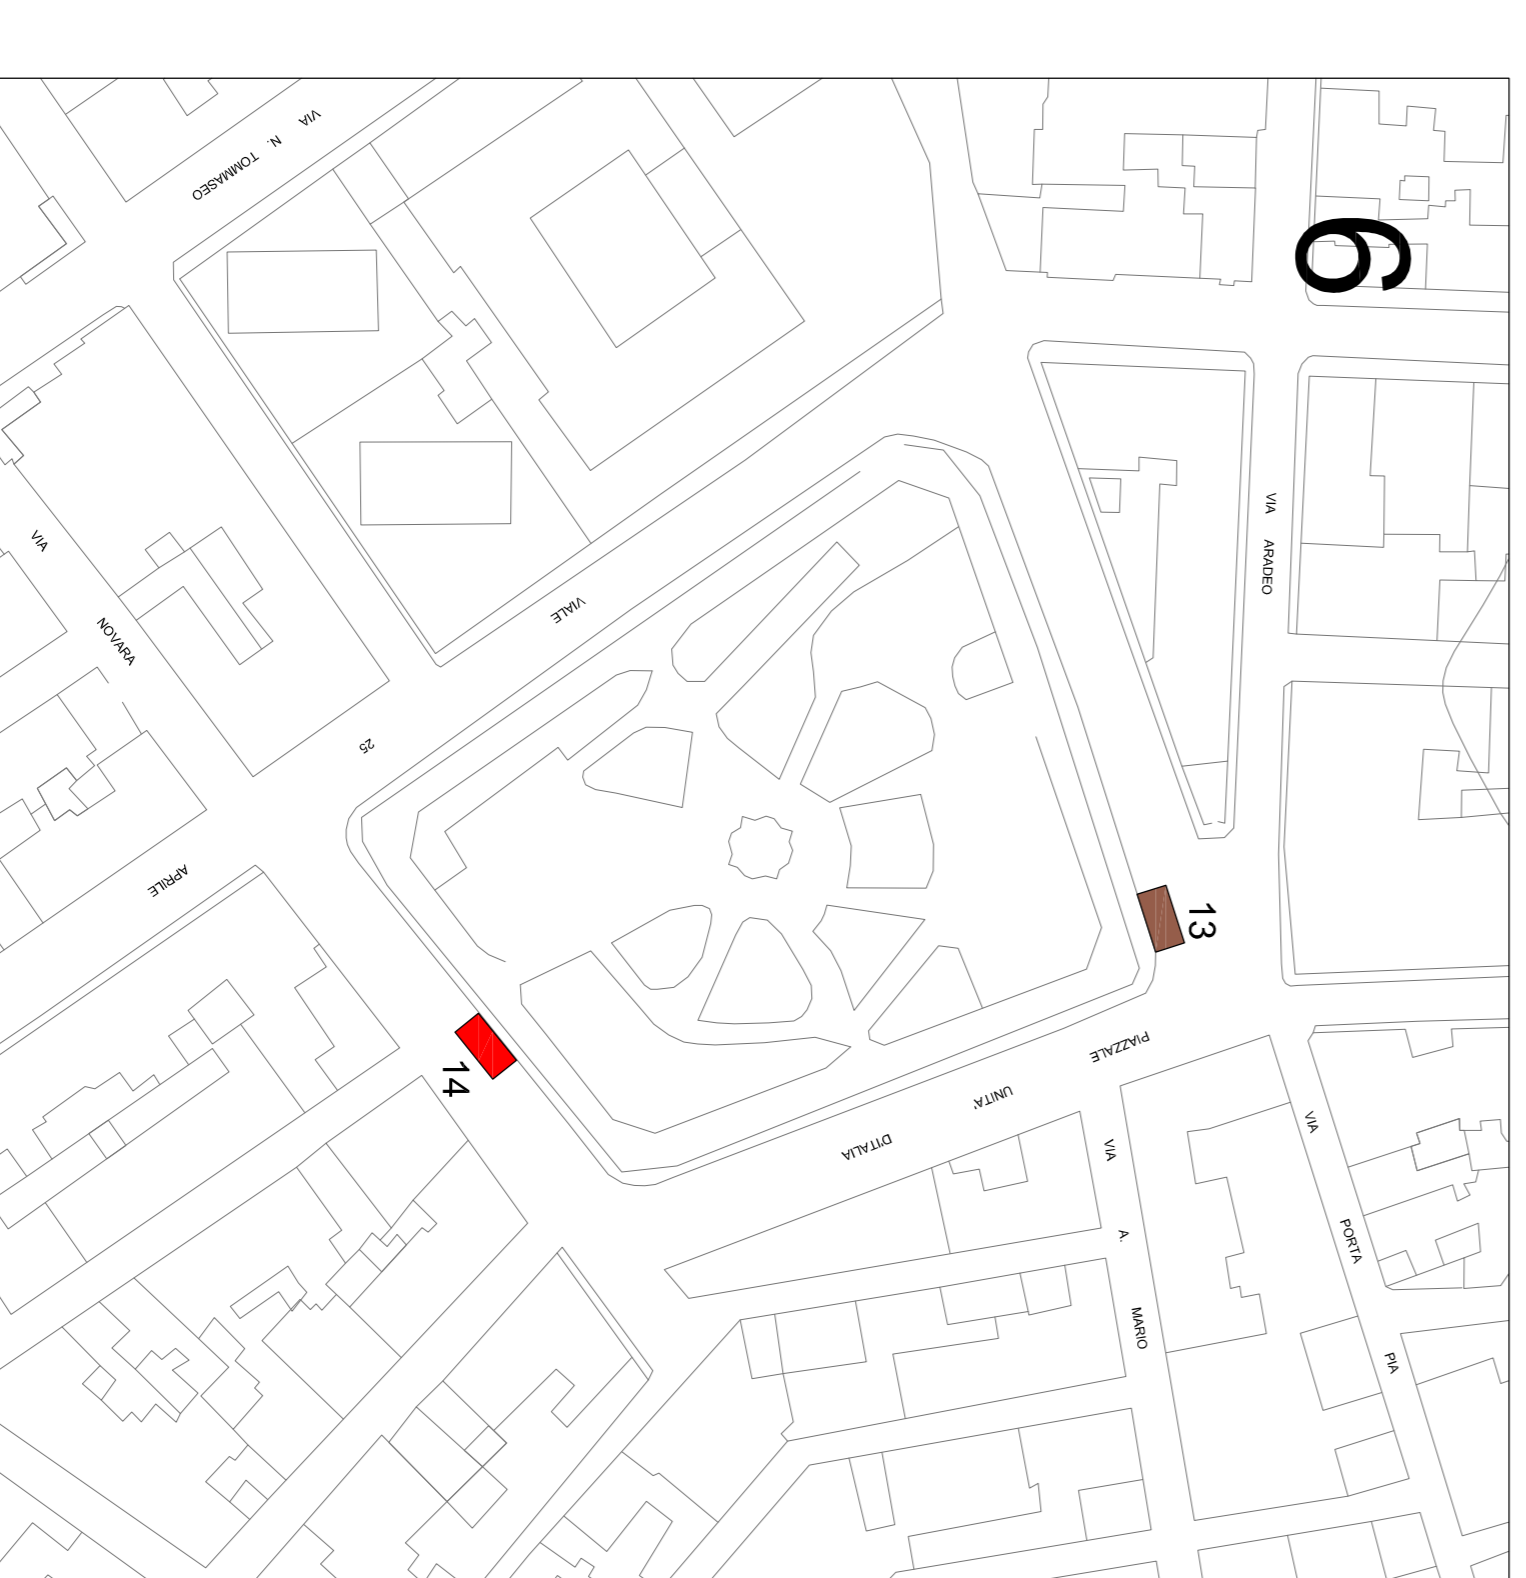 VIA N. TOMMASEO
6
VIA ARADEO
VIA NOVARA
VIALE 25 APRILE
13
14
PIAZZALE UNITA' D'ITALIA
VIA A. MARIO
VIA PORTA PIA